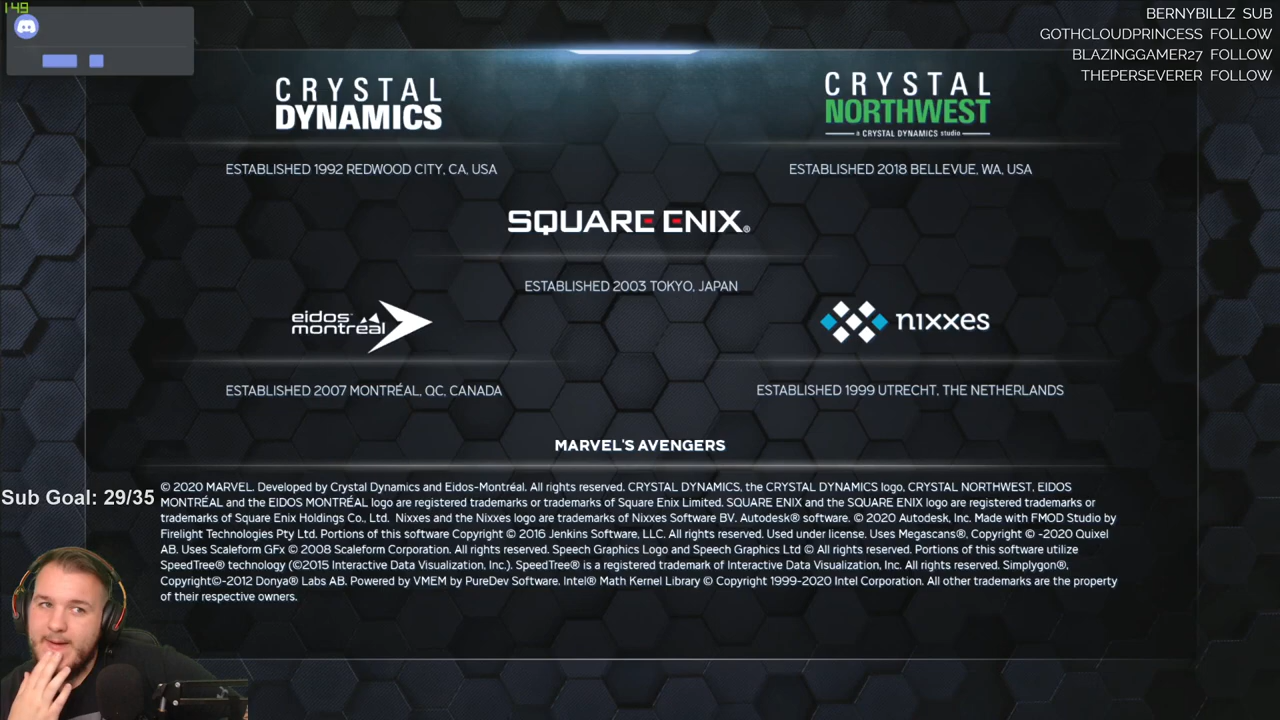 149
BERNYBILLZ SUB
GOTHCLOUDPRINCESS FOLLOW
BLAZINGGAMER27 FOLLOW
THEPERSEVERER FOLLOW
CRYSTAL
DYNAMICS
ESTABLISHED 1992 REDWOOD CITY, CA, USA
CRYSTAL
NORTHWEST
a CRYSTAL DYNAMICS studio
ESTABLISHED 2018 BELLEVUE, WA, USA
SQUARE ENIX®
ESTABLISHED 2003 TOKYO, JAPAN
eidos™
montréal
ESTABLISHED 2007 MONTRÉAL, QC, CANADA
nixxes
ESTABLISHED 1999 UTRECHT, THE NETHERLANDS
MARVEL'S AVENGERS
Sub Goal: 29/35
© 2020 MARVEL. Developed by Crystal Dynamics and Eidos-Montréal. All rights reserved. CRYSTAL DYNAMICS, the CRYSTAL DYNAMICS logo, CRYSTAL NORTHWEST, EIDOS
MONTRÉAL and the EIDOS MONTRÉAL logo are registered trademarks or trademarks of Square Enix Limited. SQUARE ENIX and the SQUARE ENIX logo are registered trademarks or
trademarks of Square Enix Holdings Co., Ltd. Nixxes and the Nixxes logo are trademarks of Nixxes Software BV. Autodesk® software. © 2020 Autodesk, Inc. Made with FMOD Studio by
Firelight Technologies Pty Ltd. Portions of this software Copyright © 2016 Jenkins Software, LLC. All rights reserved. Used under license. Uses Megascans®, Copyright © -2020 Quixel
AB. Uses Scaleform GFx © 2008 Scaleform Corporation. All rights reserved. Speech Graphics Logo and Speech Graphics Ltd © All rights reserved. Portions of this software utilize
SpeedTree® technology (©2015 Interactive Data Visualization, Inc.). SpeedTree® is a registered trademark of Interactive Data Visualization, Inc. All rights reserved. Simplygon®,
Copyright©-2012 Donya® Labs AB. Powered by VMEM by PureDev Software. Intel® Math Kernel Library © Copyright 1999-2020 Intel Corporation. All other trademarks are the property
of their respective owners.